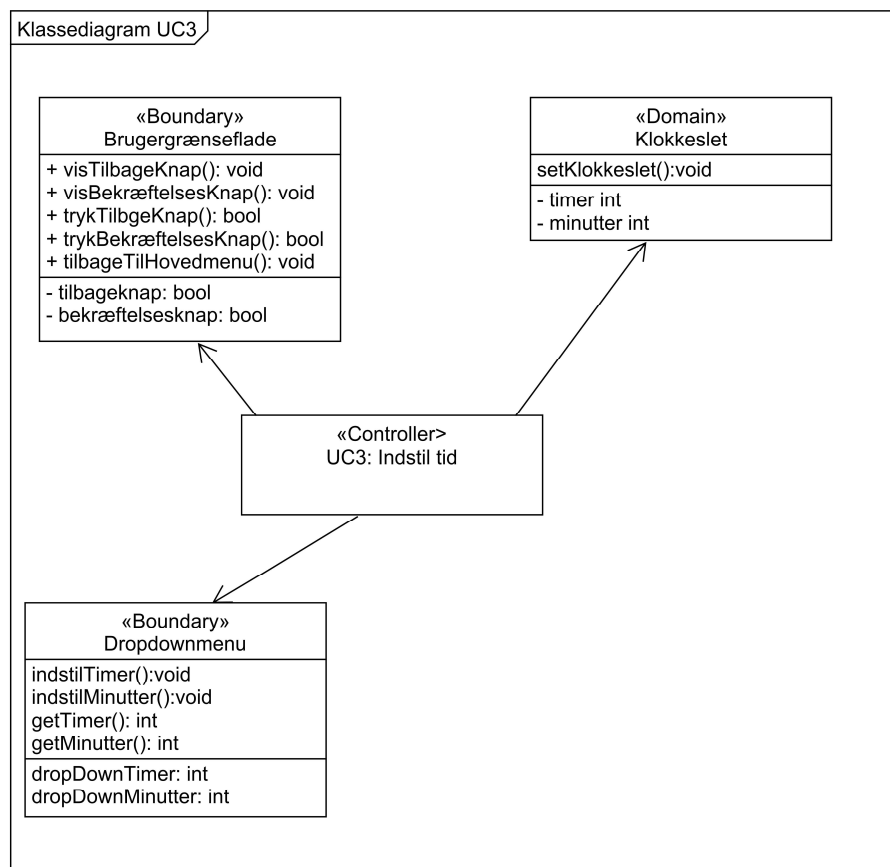 Klassediagram UC3
«Boundary»
Brugergrænseflade
+ visTilbageKnap(): void
+ visBekræftelsesKnap(): void
+ trykTilbgeKnap(): bool
+ trykBekræftelsesKnap(): bool
+ tilbageTilHovedmenu(): void
- tilbageknap: bool
- bekræftelsesknap: bool
«Domain»
Klokkeslet
setKlokkeslet():void
- timer int
- minutter int
«Controller>
UC3: Indstil tid
«Boundary»
Dropdownmenu
indstilTimer():void
indstilMinutter():void
getTimer(): int
getMinutter(): int
dropDownTimer: int
dropDownMinutter: int